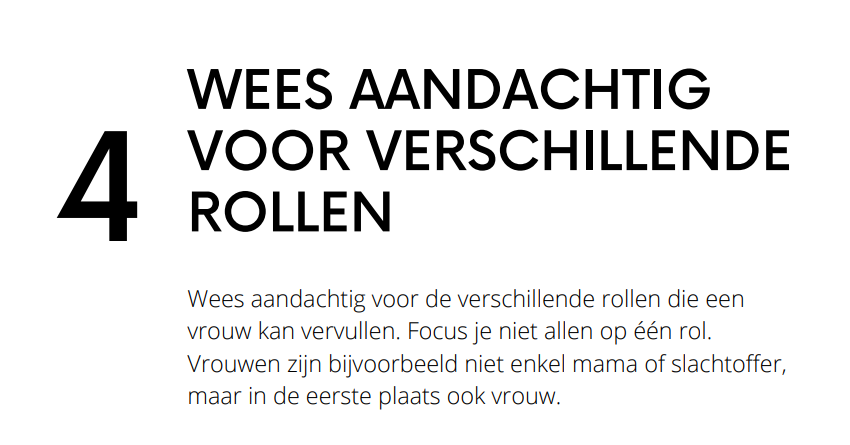 4
WEES AANDACHTIG
VOOR VERSCHILLENDE
ROLLEN
Wees aandachtig voor de verschillende rollen die een
vrouw kan vervullen. Focus je niet allen op één rol.
Vrouwen zijn bijvoorbeeld niet enkel mama of slachtoffer,
maar in de eerste plaats ook vrouw.